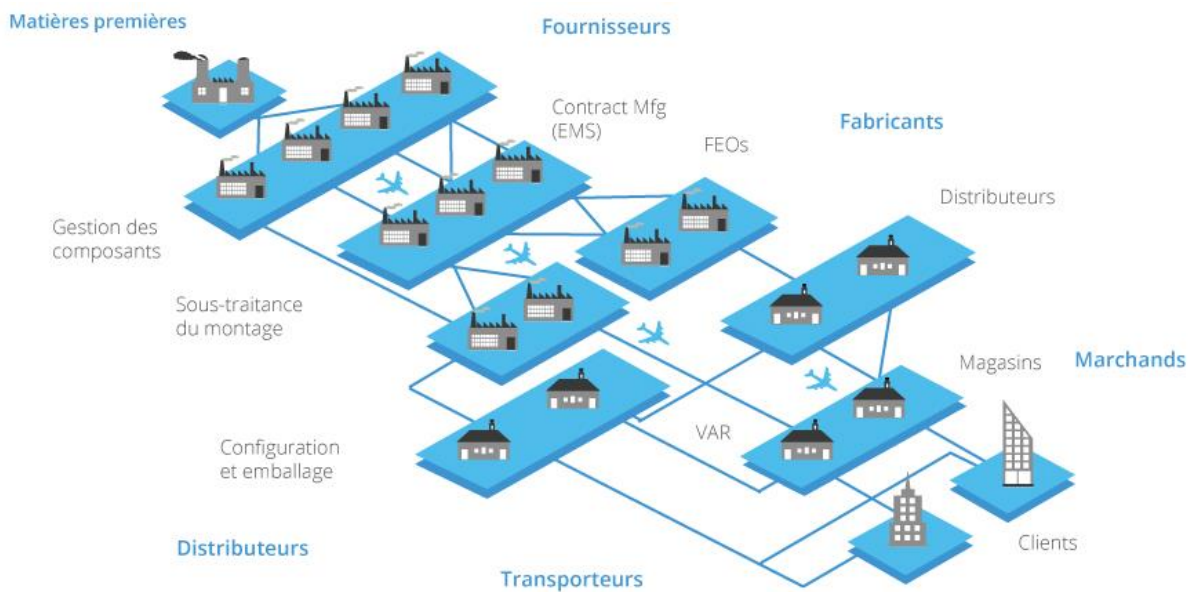 Matières premières
Fournisseurs
Contract Mfg
(EMS)
Fabricants
FEOs
Distributeurs
Gestion des
composants
Sous-traitance
du montage
Magasins
Marchands
VAR
Configuration
et emballage
Clients
Distributeurs
Transporteurs